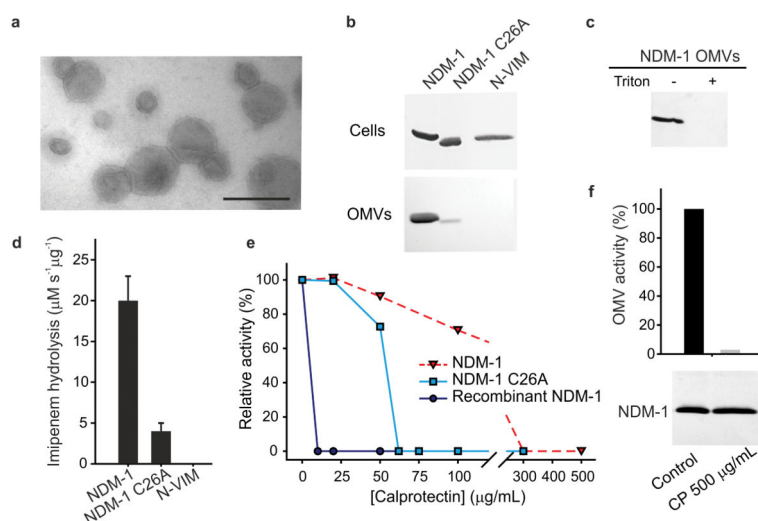 a
b
NDM-1
NDM-1 C26A
N-VIM
Cells
OMVs
c
NDM-1 OMVs
Triton - +
d
Imipenem hydrolysis (µM s⁻¹µg⁻¹)
25
20
15
10
5
0
NDM-1
NDM-1 C26A
N-VIM
e
Relative activity (%)
100
80
60
40
20
0
NDM-1
NDM-1 C26A
Recombinant NDM-1
0 25 50 75 100 300 400 500
[Calprotectin] (µg/mL)
f
OMV activity (%)
100
80
60
40
20
0
NDM-1
Control
CP 500 µg/mL